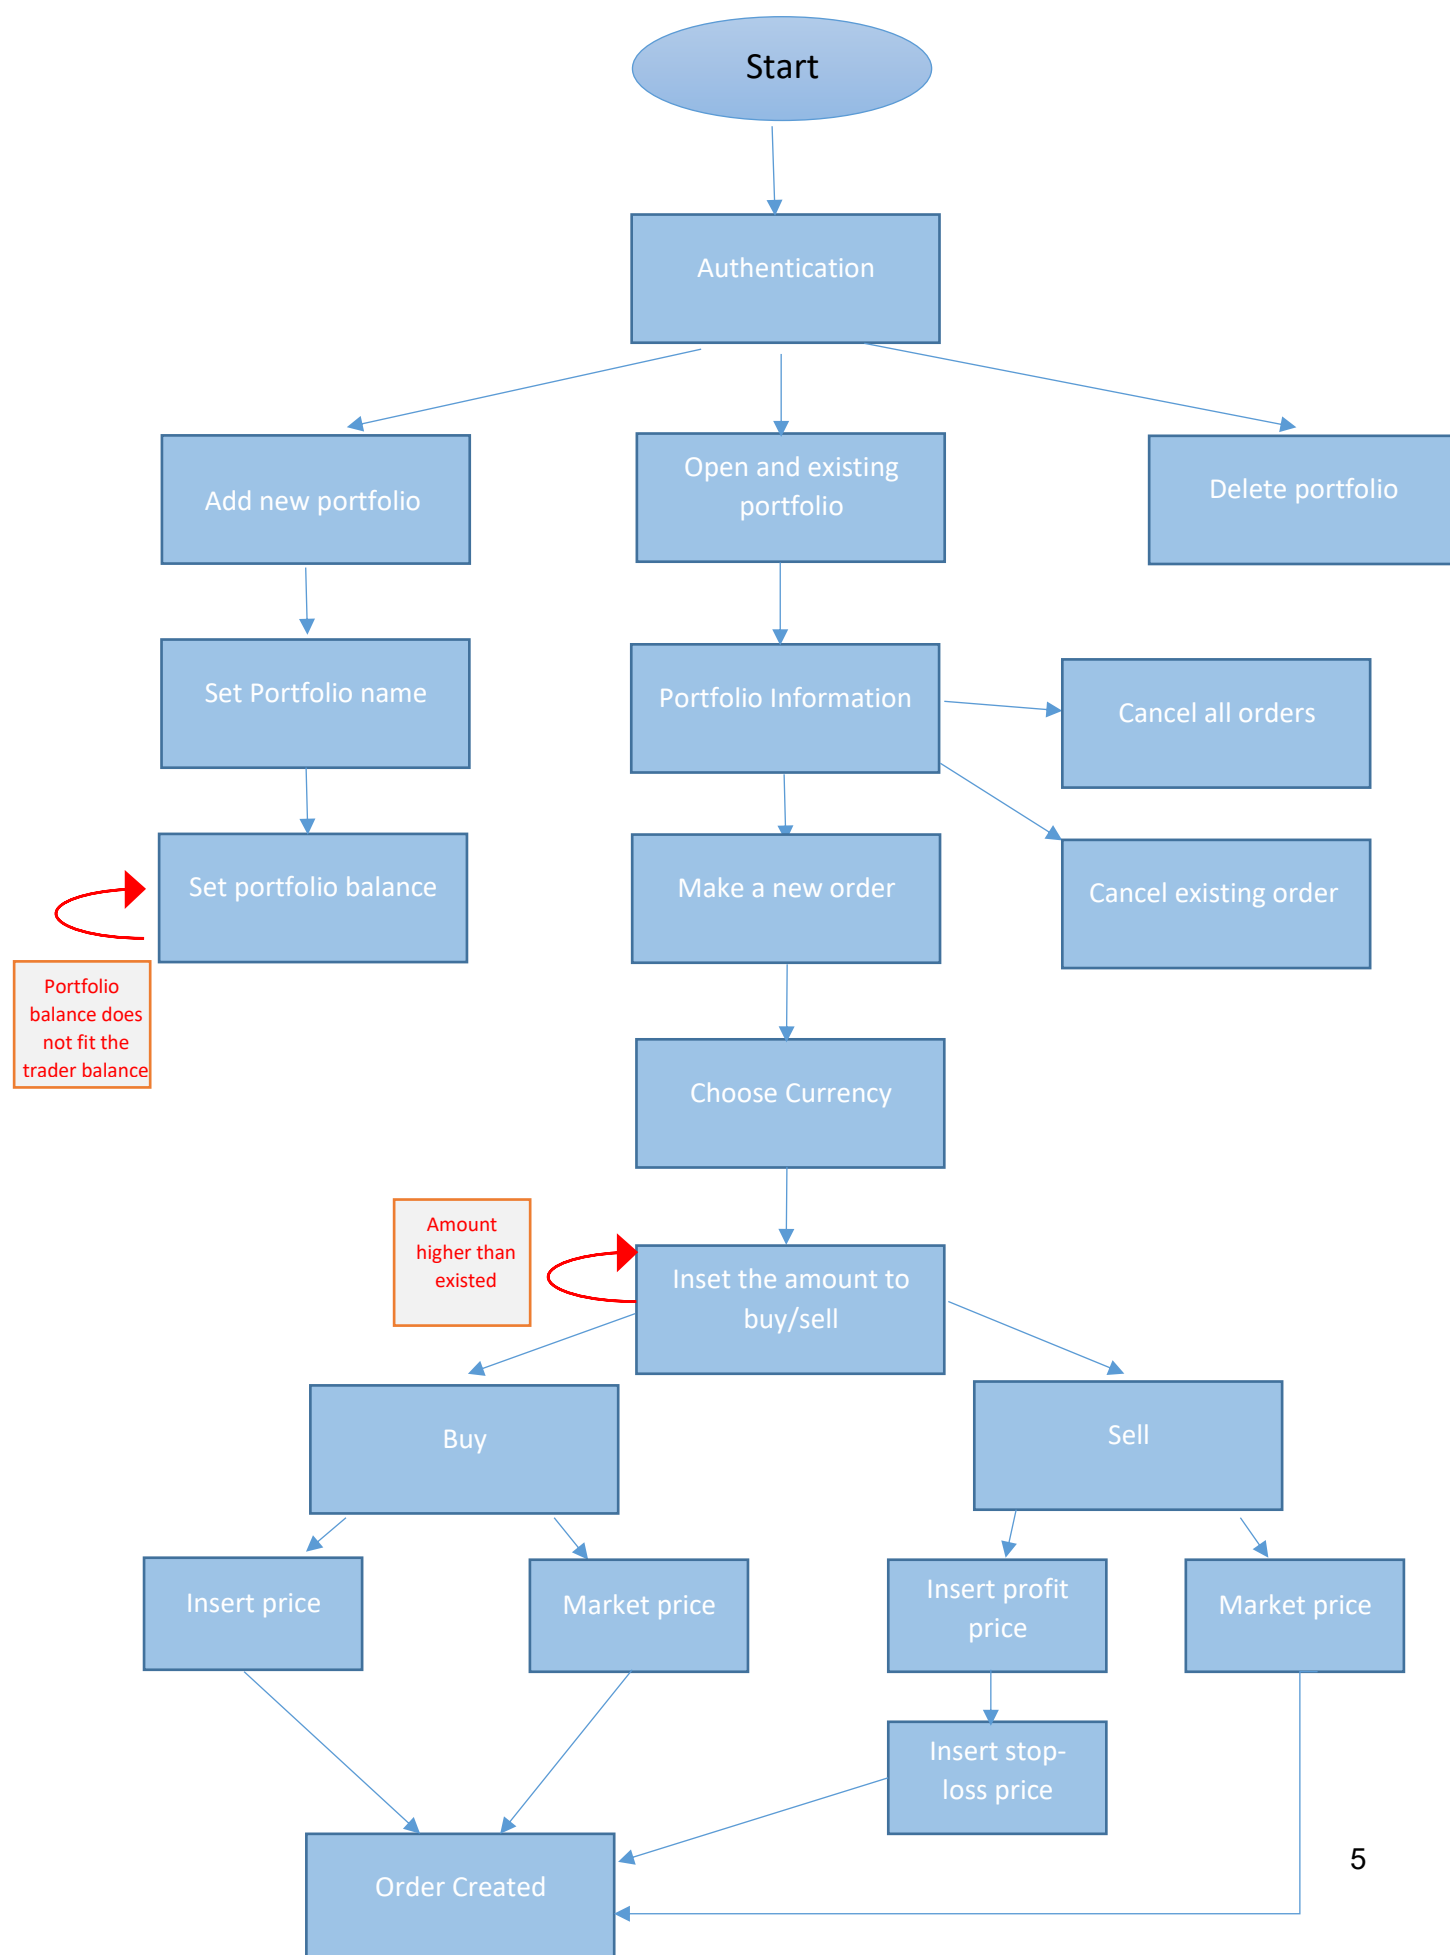 Start
Authentication
Add new portfolio
Open and existing
portfolio
Delete portfolio
Set Portfolio name
Portfolio Information
Cancel all orders
Set portfolio balance
Make a new order
Cancel existing order
Portfolio
balance does
not fit the
trader balance
Choose Currency
Amount
higher than
existed
Inset the amount to
buy/sell
Buy
Sell
Insert price
Market price
Insert profit
price
Market price
Insert stop-
loss price
Order Created
5